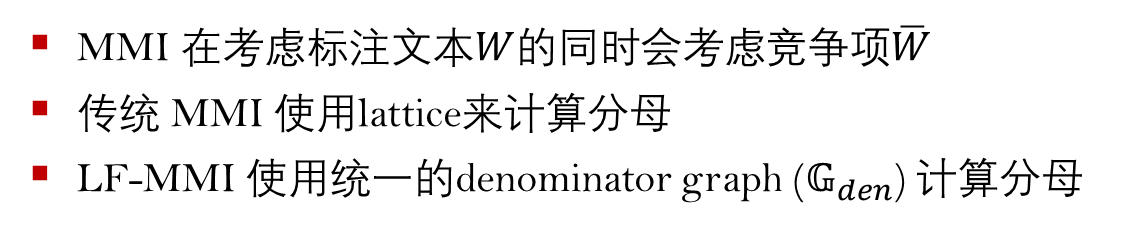 ▪ MMI 在考虑标注文本𝑊的同时会考虑竞争项𝑊̅
▪ 传统 MMI 使用lattice来计算分母
▪ LF-MMI 使用统一的denominator graph (𝔾𝑑𝑒𝑛) 计算分母